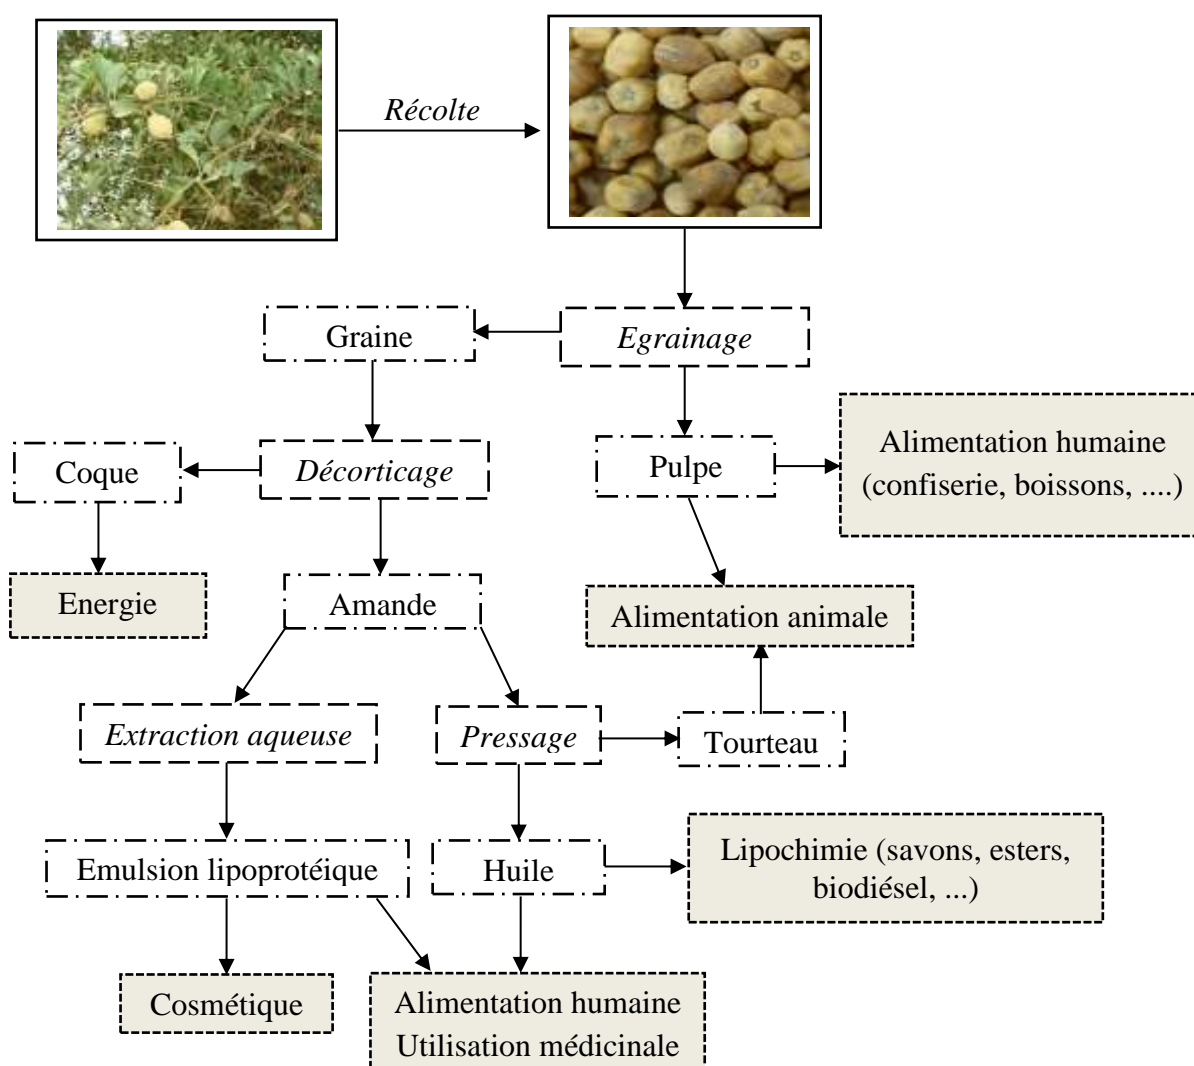 Récolte
Graine
Egrainage
Coque
Décorticage
Pulpe
Alimentation humaine
(confiserie, boissons, ....)
Energie
Amande
Alimentation animale
Extraction aqueuse
Pressage
Tourteau
Emulsion lipoprotéique
Huile
Lipochimie (savons, esters,
biodiésel, ...)
Cosmétique
Alimentation humaine
Utilisation médicinale